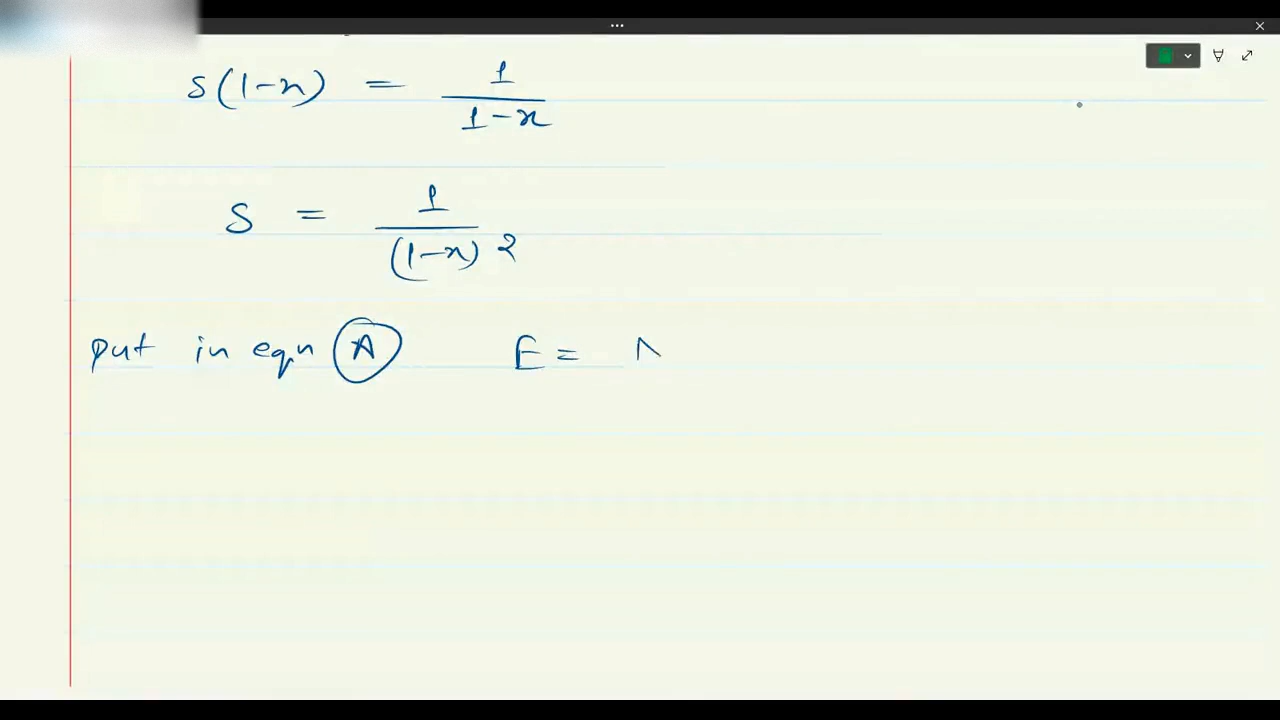 S(1-x) = 1/(1-x)
S = 1/(1-x)2
put in eqn A E =